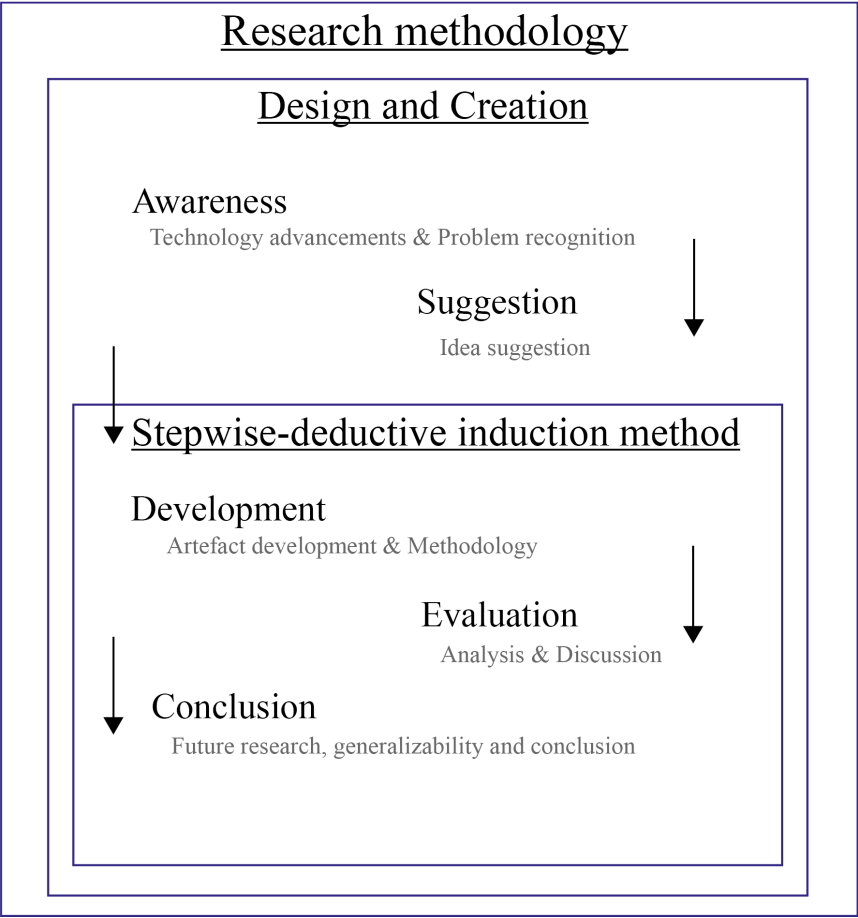 Research methodology
Design and Creation
Awareness
Technology advancements & Problem recognition
Suggestion
Idea suggestion
Stepwise-deductive induction method
Development
Artefact development & Methodology
Evaluation
Analysis & Discussion
Conclusion
Future research, generalizability and conclusion